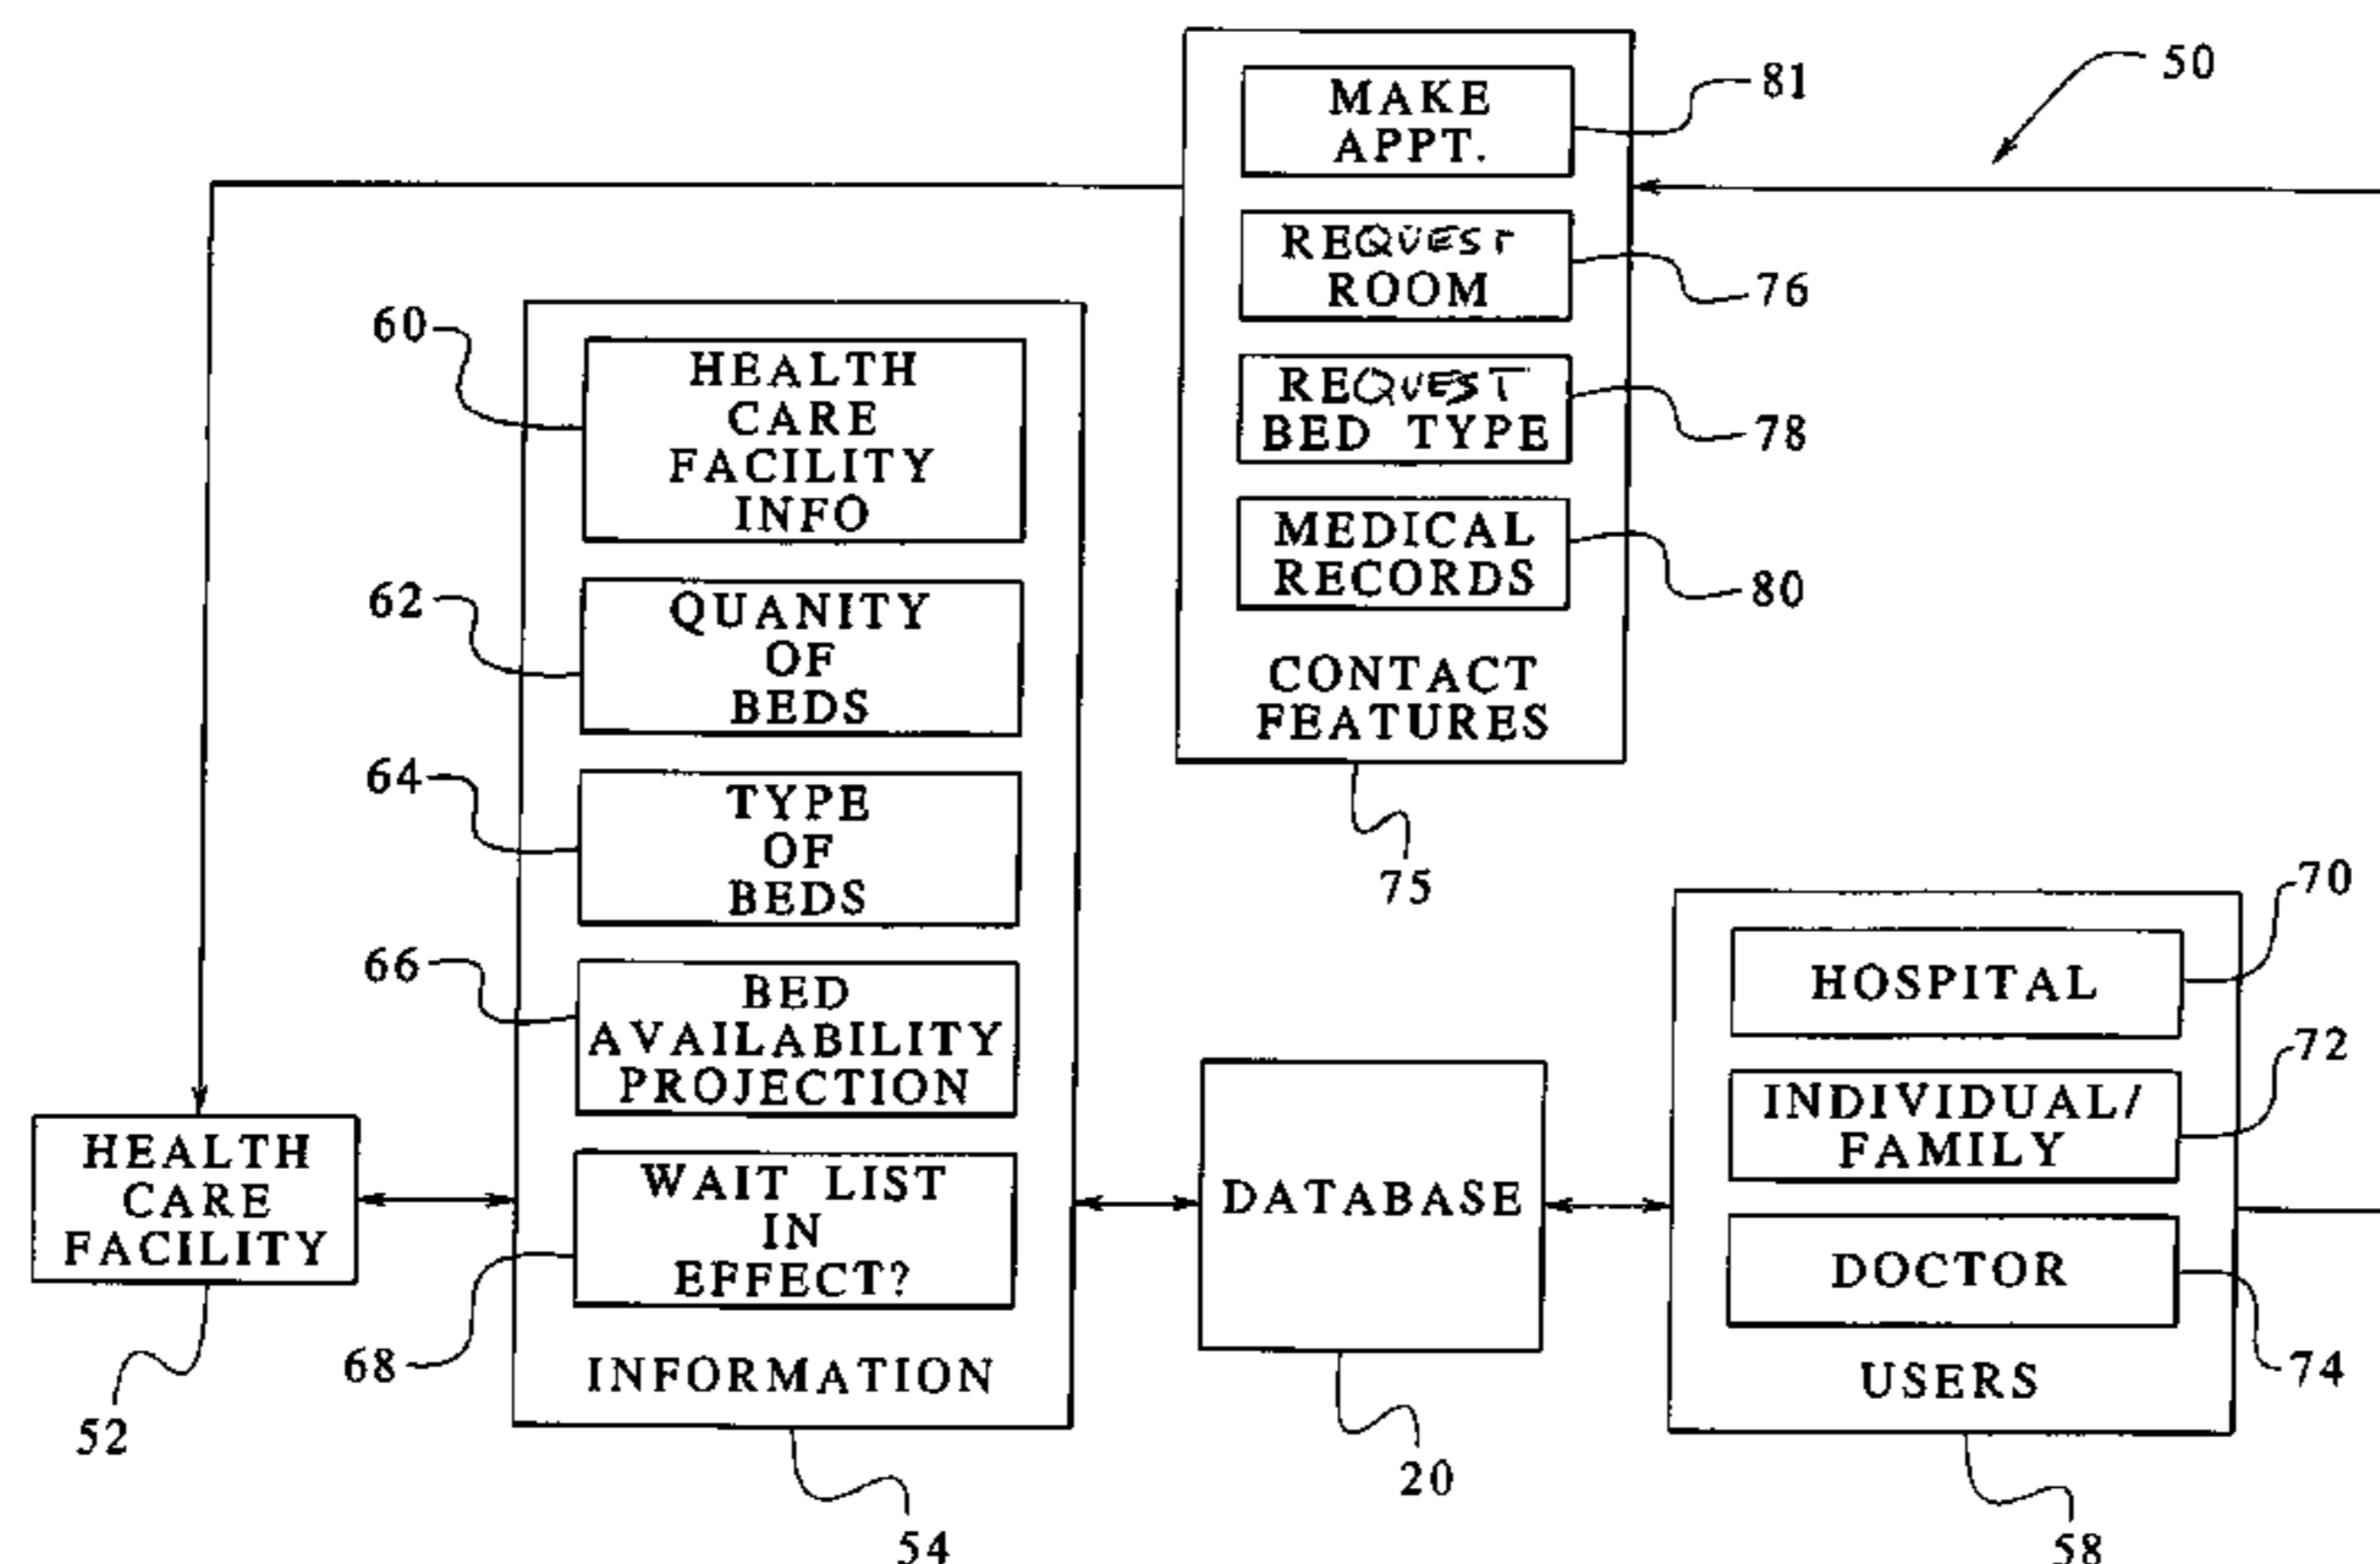 50
81
MAKE
APPT.
REQUEST
ROOM
76
REQUEST
BED TYPE
78
MEDICAL
RECORDS
80
CONTACT
FEATURES
75
60
HEALTH
CARE
FACILITY
INFO
62
QUANITY
OF
BEDS
64
TYPE
OF
BEDS
66
BED
AVAILABILITY
PROJECTION
68
WAIT LIST
IN
EFFECT?
INFORMATION
54
HEALTH
CARE
FACILITY
52
DATABASE
20
70
HOSPITAL
72
INDIVIDUAL/
FAMILY
DOCTOR
74
USERS
58